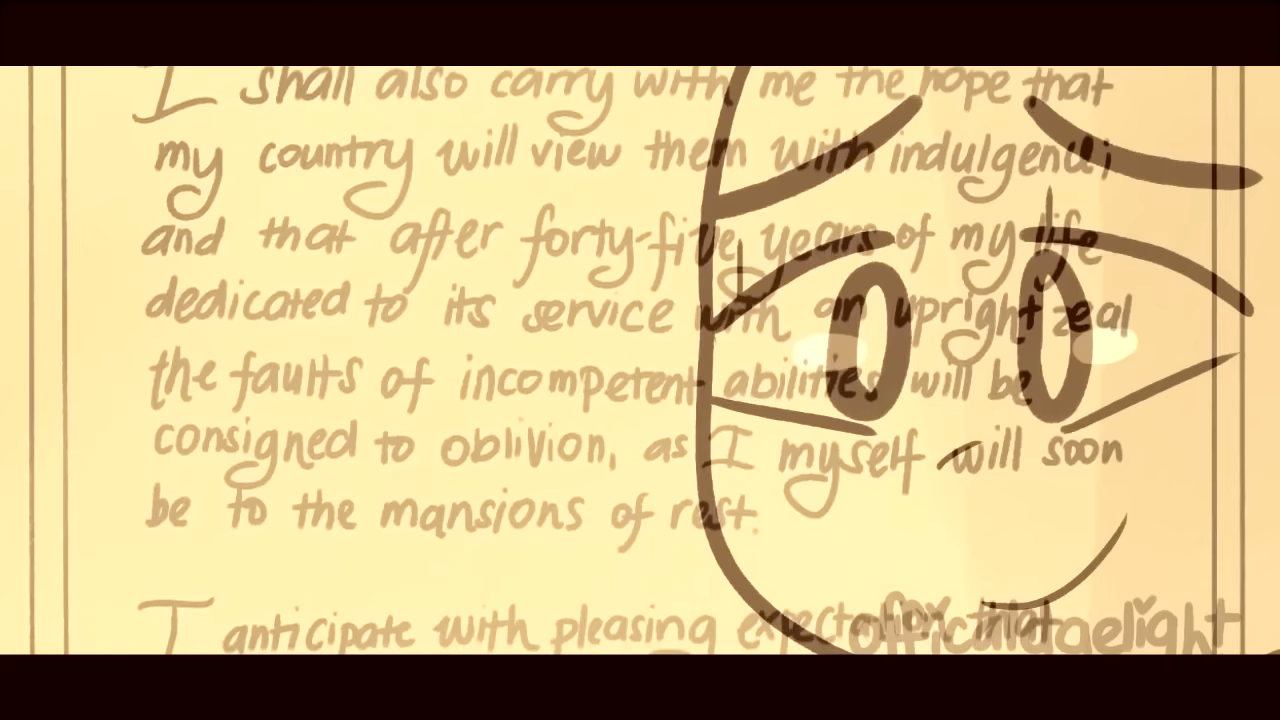 I shall also carry with me the hope that
my country will view them with indulgence;
and that after forty-five years of my life
dedicated to its service with an upright zeal
the faults of incompetent abilities will be
consigned to oblivion, as I myself will soon
be to the mansions of rest.
I anticipate with pleasing expectation that
officialgaelight